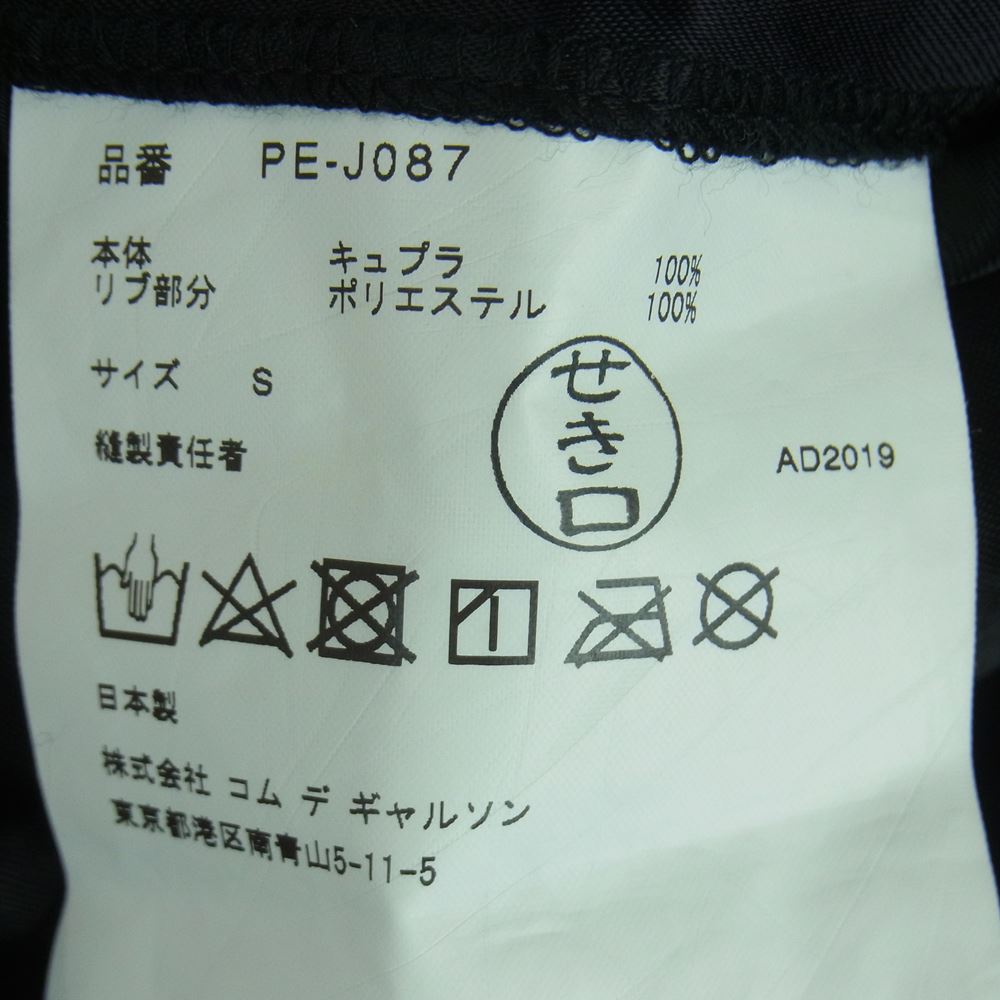 品番 PE-J087
本体 キュプラ 100%
リブ部分 ポリエステル 100%
サイズ S
せき口
縫製責任者 AD2019
日本製
株式会社 コム デ ギャルソン
東京都港区南青山5-11-5